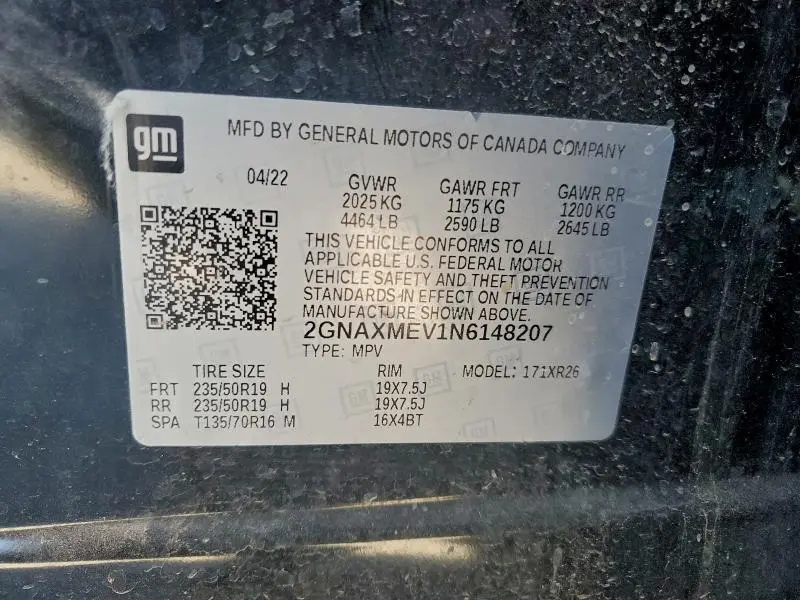 gm
MFD BY GENERAL MOTORS OF CANADA COMPANY
04/22 GVWR GAWR FRT GAWR RR
2025 KG 1175 KG 1200 KG
4464 LB 2590 LB 2645 LB
THIS VEHICLE CONFORMS TO ALL
APPLICABLE U.S. FEDERAL MOTOR
VEHICLE SAFETY AND THEFT PREVENTION
STANDARDS IN EFFECT ON THE DATE OF
MANUFACTURE SHOWN ABOVE.
2GNAXMEV1N6148207
TYPE: MPV
TIRE SIZE RIM MODEL: 171XR26
FRT 235/50R19 H 19X7.5J
RR 235/50R19 H 19X7.5J
SPA T135/70R16 M 16X4BT